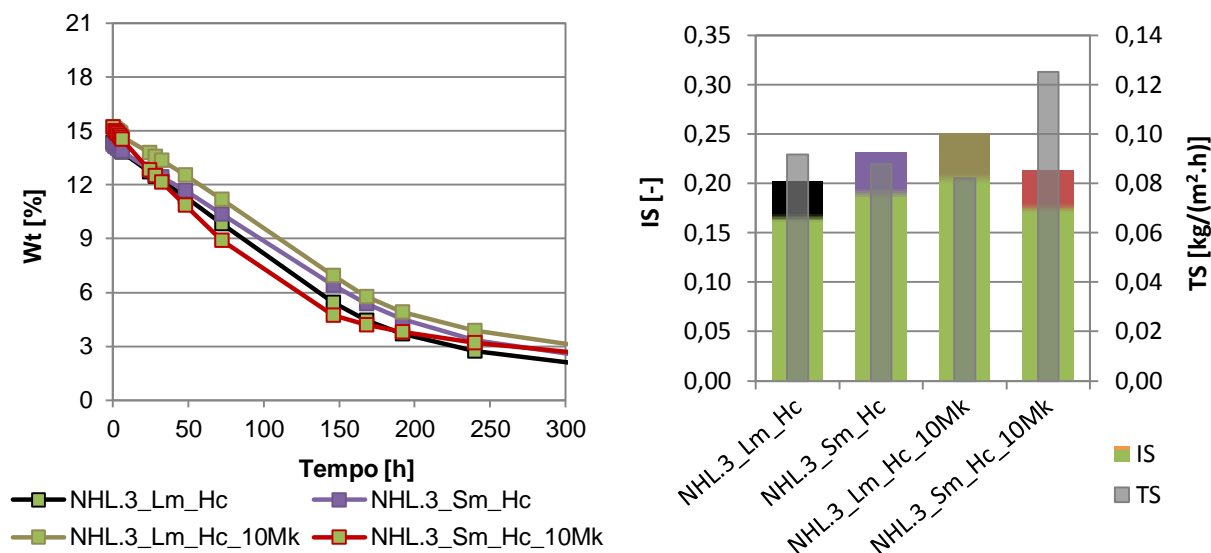 21
18
15
12
9
6
3
0
Wt [%]
0 50 100 150 200 250 300
Tempo [h]
NHL.3_Lm_Hc NHL.3_Sm_Hc
NHL.3_Lm_Hc_10Mk NHL.3_Sm_Hc_10Mk
0,35
0,30
0,25
0,20
0,15
0,10
0,05
0,00
IS [-]
0,14
0,12
0,10
0,08
0,06
0,04
0,02
0,00
TS [kg/(m².h)]
NHL.3_Lm_Hc
NHL.3_Sm_Hc
NHL.3_Lm_Hc_10Mk
NHL.3_Sm_Hc_10Mk
IS
TS